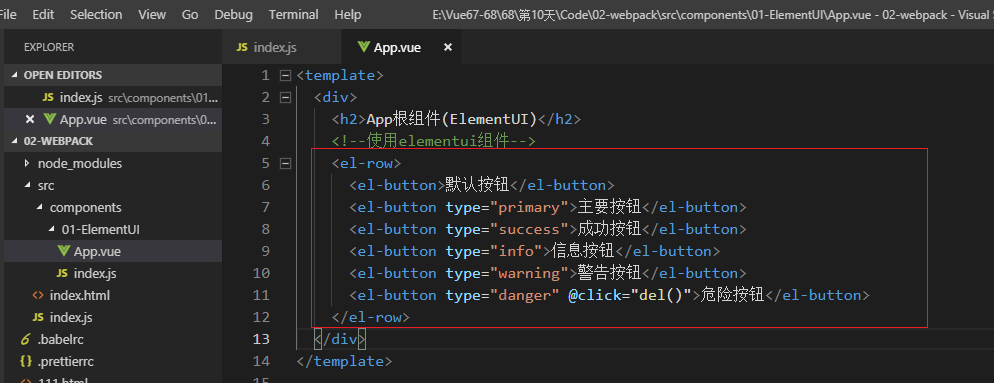 File Edit Selection View Go Debug Terminal Help E:\Vue67-68\68\第10天\Code\02-webpack\src\components\01-ElementUI\App.vue - 02-webpack - Visual S
EXPLORER
JS index.js App.vue ×
OPEN EDITORS
JS index.js src\components\01...
× App.vue src\components\0...
02-WEBPACK
node_modules
src
components
01-ElementUI
App.vue
JS index.js
index.html
JS index.js
.babelrc
{} .prettierrc
111.html
1 <template>
2 <div>
3 <h2>App根组件(ElementUI)</h2>
4 <!--使用elementui组件-->
5 <el-row>
6 <el-button>默认按钮</el-button>
7 <el-button type="primary">主要按钮</el-button>
8 <el-button type="success">成功按钮</el-button>
9 <el-button type="info">信息按钮</el-button>
10 <el-button type="warning">警告按钮</el-button>
11 <el-button type="danger" @click="del()">危险按钮</el-button>
12 </el-row>
13 </div>
14 </template>
15